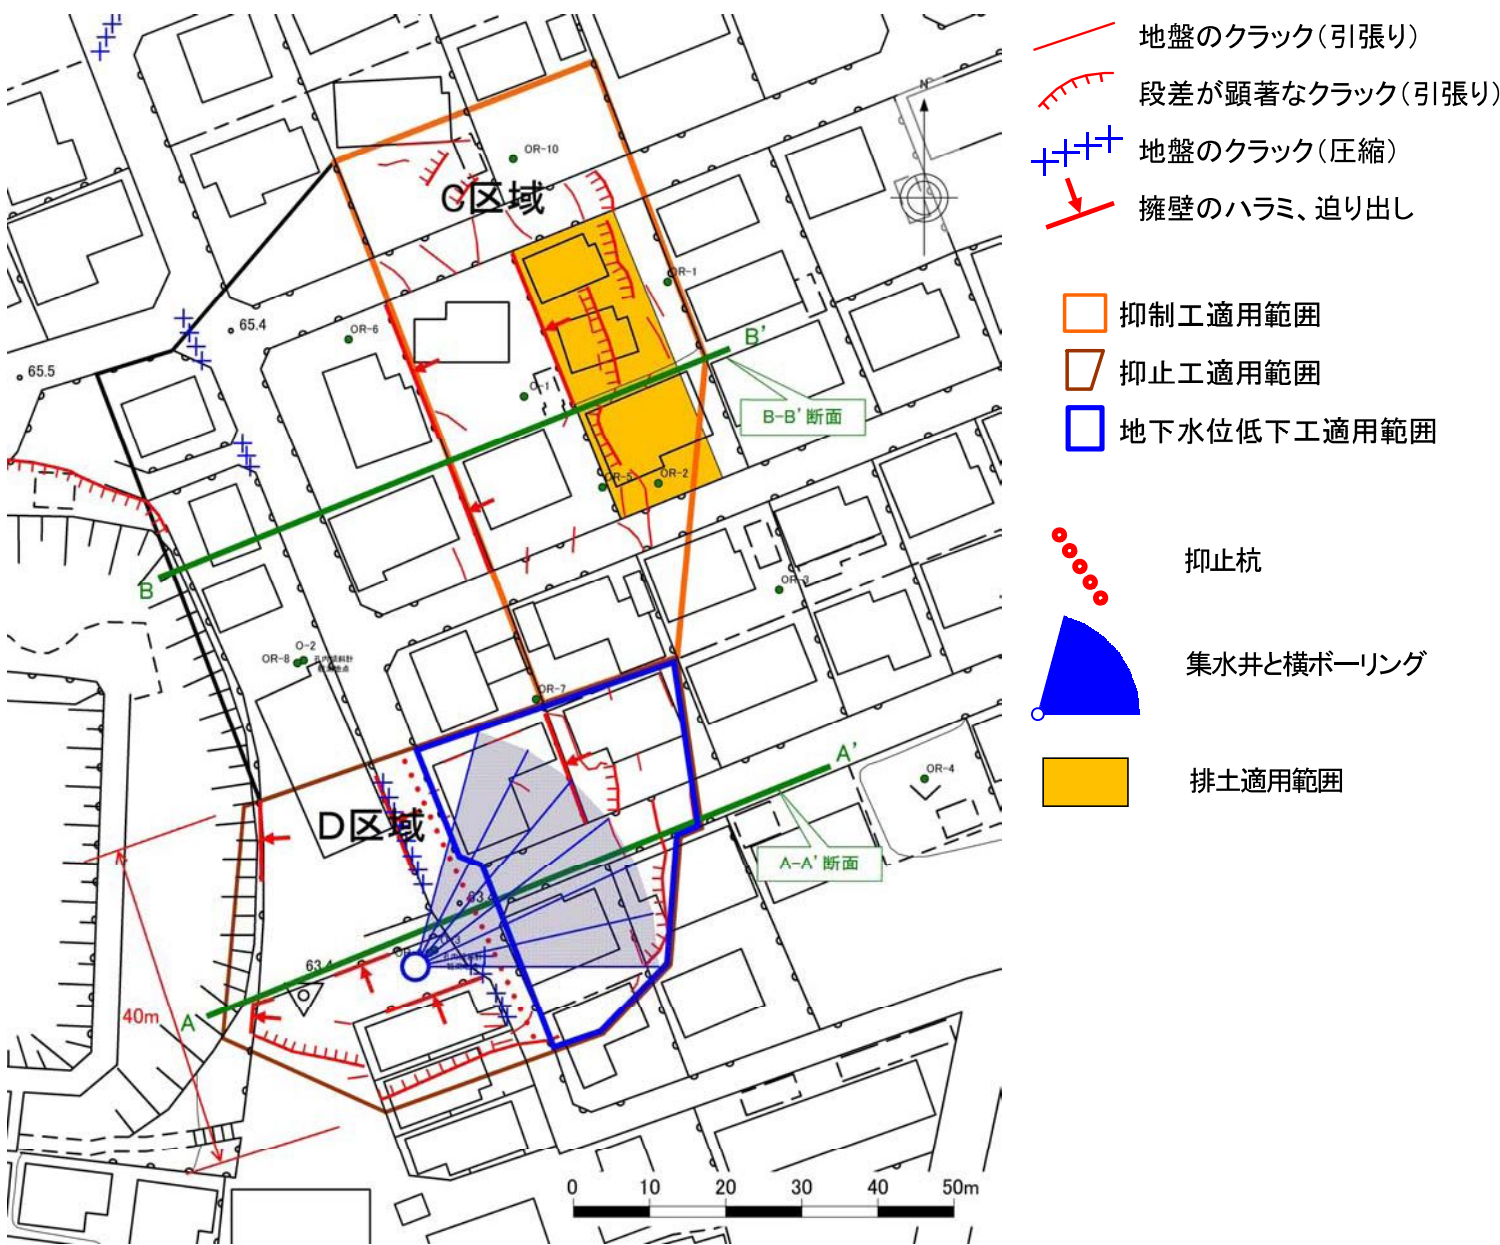 地盤のクラック（引張り）
段差が顕著なクラック（引張り）
地盤のクラック（圧縮）
擁壁のハラミ、迫り出し
抑制工適用範囲
抑止工適用範囲
地下水位低下工適用範囲
抑止杭
集水井と横ボーリング
排土適用範囲
N
OR-10
C区域
OR-1
65.4
OR-6
B'
65.5
O-1
B-B'断面
OR-5
OR-2
B
OR-3
O-2
OR-8
OR-7
A'
OR-4
D区域
A-A'断面
63.4
40m
A
0 10 20 30 40 50m